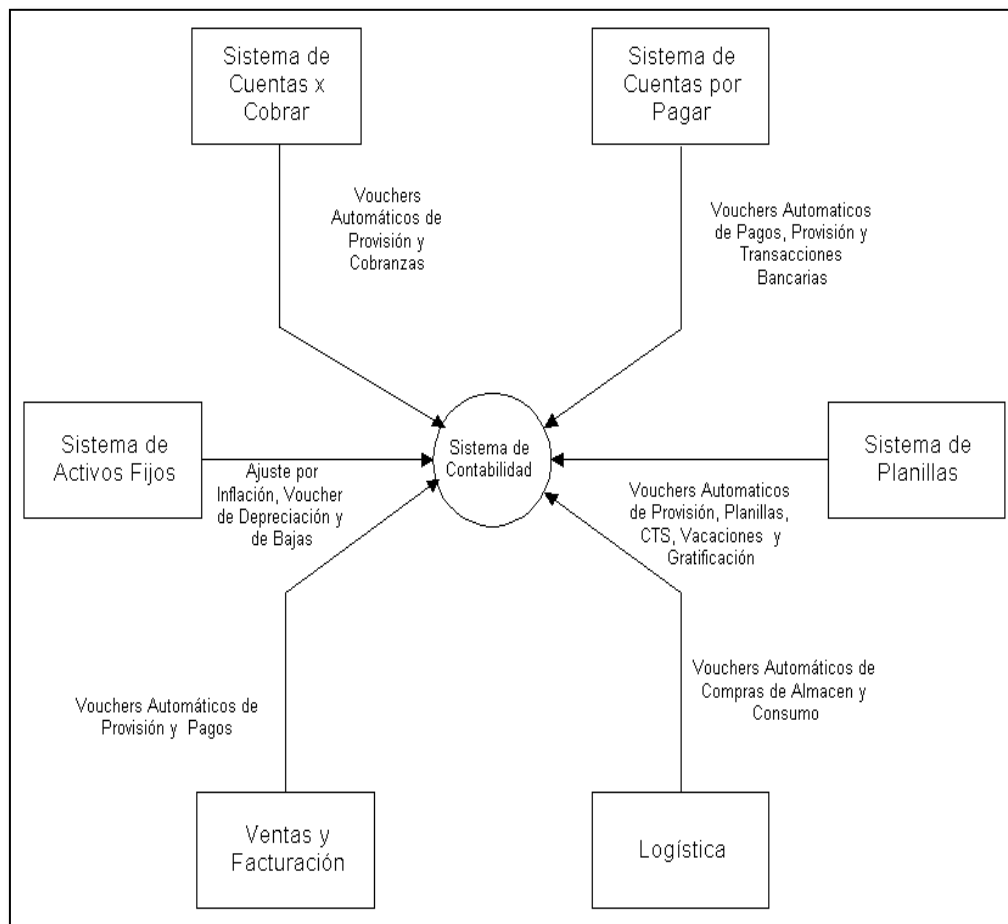 Sistema de
Cuentas x
Cobrar
Sistema de
Cuentas por
Pagar
Vouchers
Automáticos de
Provisión y
Cobranzas
Vouchers Automaticos
de Pagos, Provisión y
Transacciones
Bancarias
Sistema de
Activos Fijos
Sistema de
Contabilidad
Sistema de
Planillas
Ajuste por
Inflación, Voucher
de Depreciación y
de Bajas
Vouchers Automaticos
de Provisión, Planillas,
CTS, Vacaciones y
Gratificación
Vouchers Automáticos de
Provisión y Pagos
Vouchers Automáticos de
Compras de Almacen y
Consumo
Ventas y
Facturación
Logística